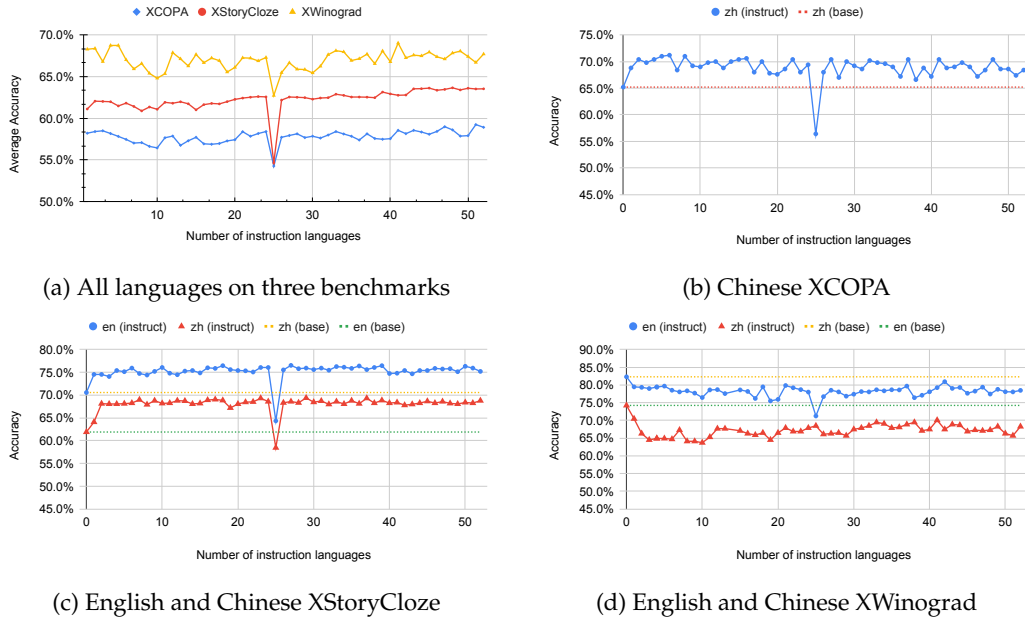 XCOPA XStoryCloze XWinograd
70.0%
65.0%
60.0%
55.0%
50.0%
Average Accuracy
10 20 30 40 50
Number of instruction languages
(a) All languages on three benchmarks
zh (instruct) zh (base)
75.0%
70.0%
65.0%
60.0%
55.0%
50.0%
45.0%
Accuracy
0 10 20 30 40 50
Number of instruction languages
(b) Chinese XCOPA
en (instruct) zh (instruct) zh (base) en (base)
80.0%
75.0%
70.0%
65.0%
60.0%
55.0%
50.0%
45.0%
Accuracy
0 10 20 30 40 50
Number of instruction languages
(c) English and Chinese XStoryCloze
en (instruct) zh (instruct) zh (base) en (base)
90.0%
85.0%
80.0%
75.0%
70.0%
65.0%
60.0%
55.0%
50.0%
45.0%
Accuracy
0 10 20 30 40 50
Number of instruction languages
(d) English and Chinese XWinograd